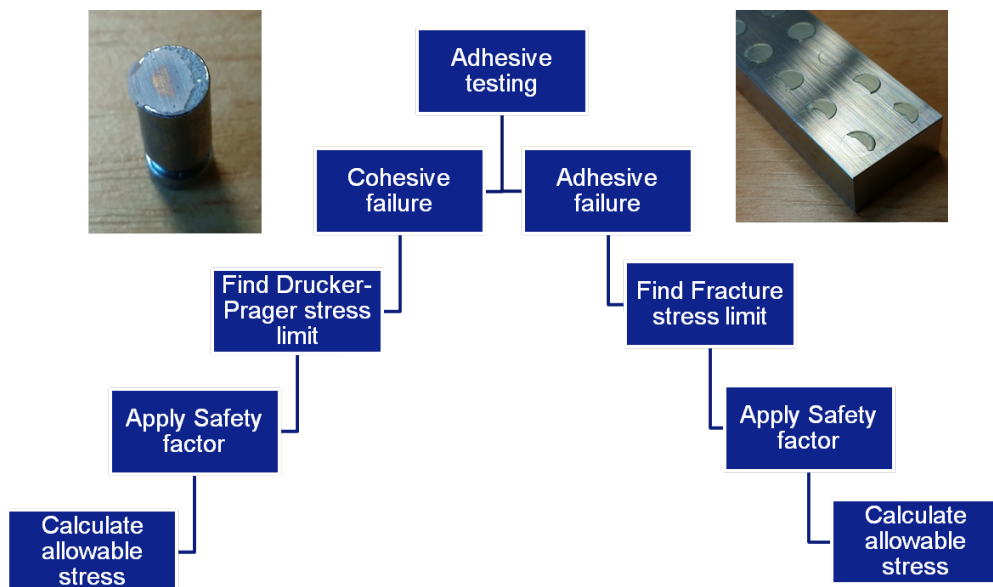 Adhesive
testing
Cohesive
failure
Adhesive
failure
Find Drucker-
Prager stress
limit
Find Fracture
stress limit
Apply Safety
factor
Apply Safety
factor
Calculate
allowable
stress
Calculate
allowable
stress